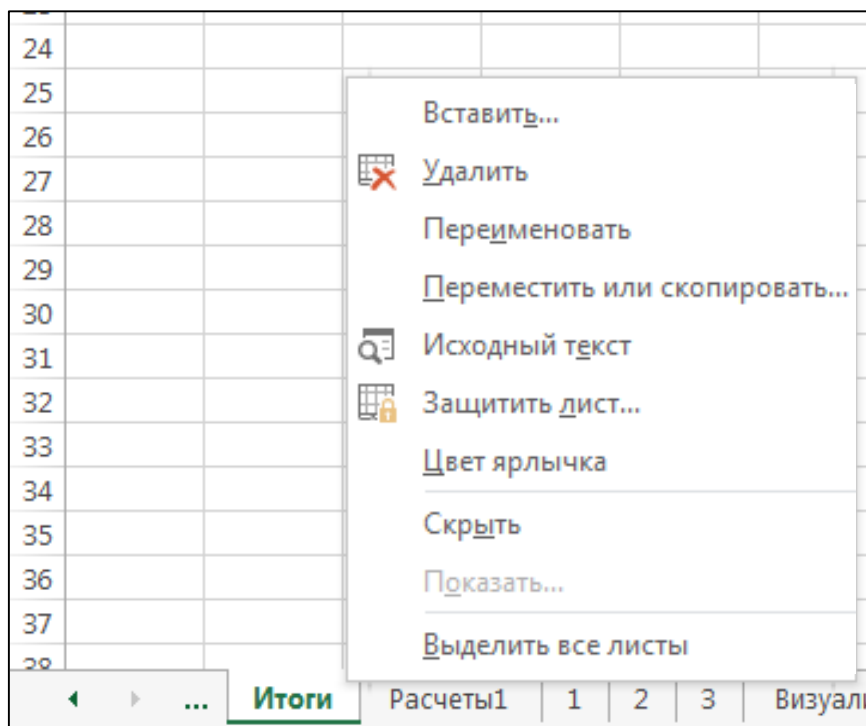 24
25
26
27
28
29
30
31
32
33
34
35
36
37
Вставить...
Удалить
Переименовать
Переместить или скопировать...
Исходный текст
Защитить лист...
Цвет ярлычка
Скрыть
Показать...
Выделить все листы
... Итоги Расчеты1 1 2 3